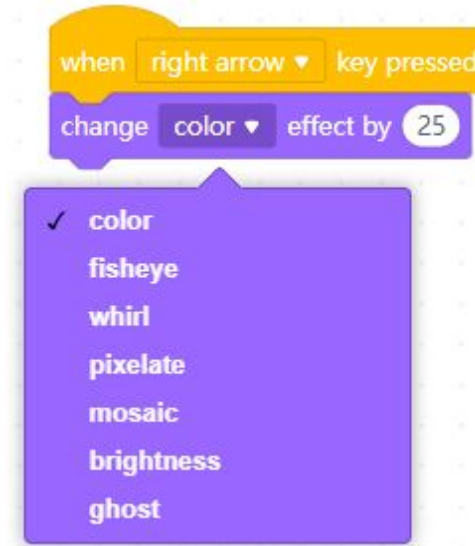 when right arrow key pressed
change color effect by 25
✓ color
fisheye
whirl
pixelate
mosaic
brightness
ghost